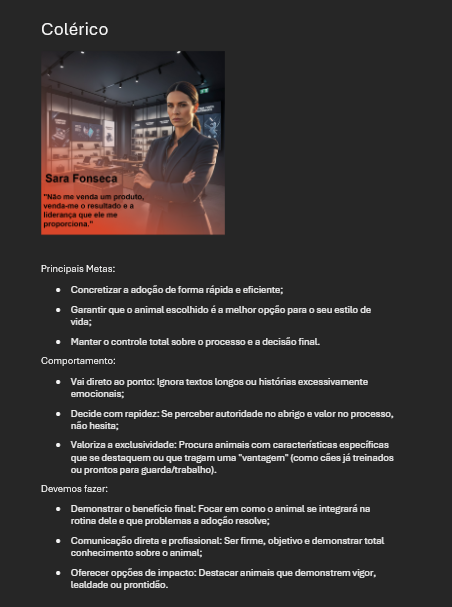 Colérico
Sara Fonseca
"Não me venda um produto,
venda-me o resultado e a
liderança que ele me
proporciona."
Principais Metas:
• Concretizar a adoção de forma rápida e eficiente;
• Garantir que o animal escolhido é a melhor opção para o seu estilo de
vida;
• Manter o controle total sobre o processo e a decisão final.
Comportamento:
• Vai direto ao ponto: Ignora textos longos ou histórias excessivamente
emocionais;
• Decide com rapidez: Se perceber autoridade no abrigo e valor no processo,
não hesita;
• Valoriza a exclusividade: Procura animais com características específicas
que se destaquem ou que tragam uma "vantagem" (como cães já treinados
ou prontos para guarda/trabalho).
Devemos fazer:
• Demonstrar o benefício final: Focar em como o animal se integrará na
rotina dele e que problemas a adoção resolve;
• Comunicação direta e profissional: Ser firme, objetivo e demonstrar total
conhecimento sobre o animal;
• Oferecer opções de impacto: Destacar animais que demonstrem vigor,
lealdade ou prontidão.